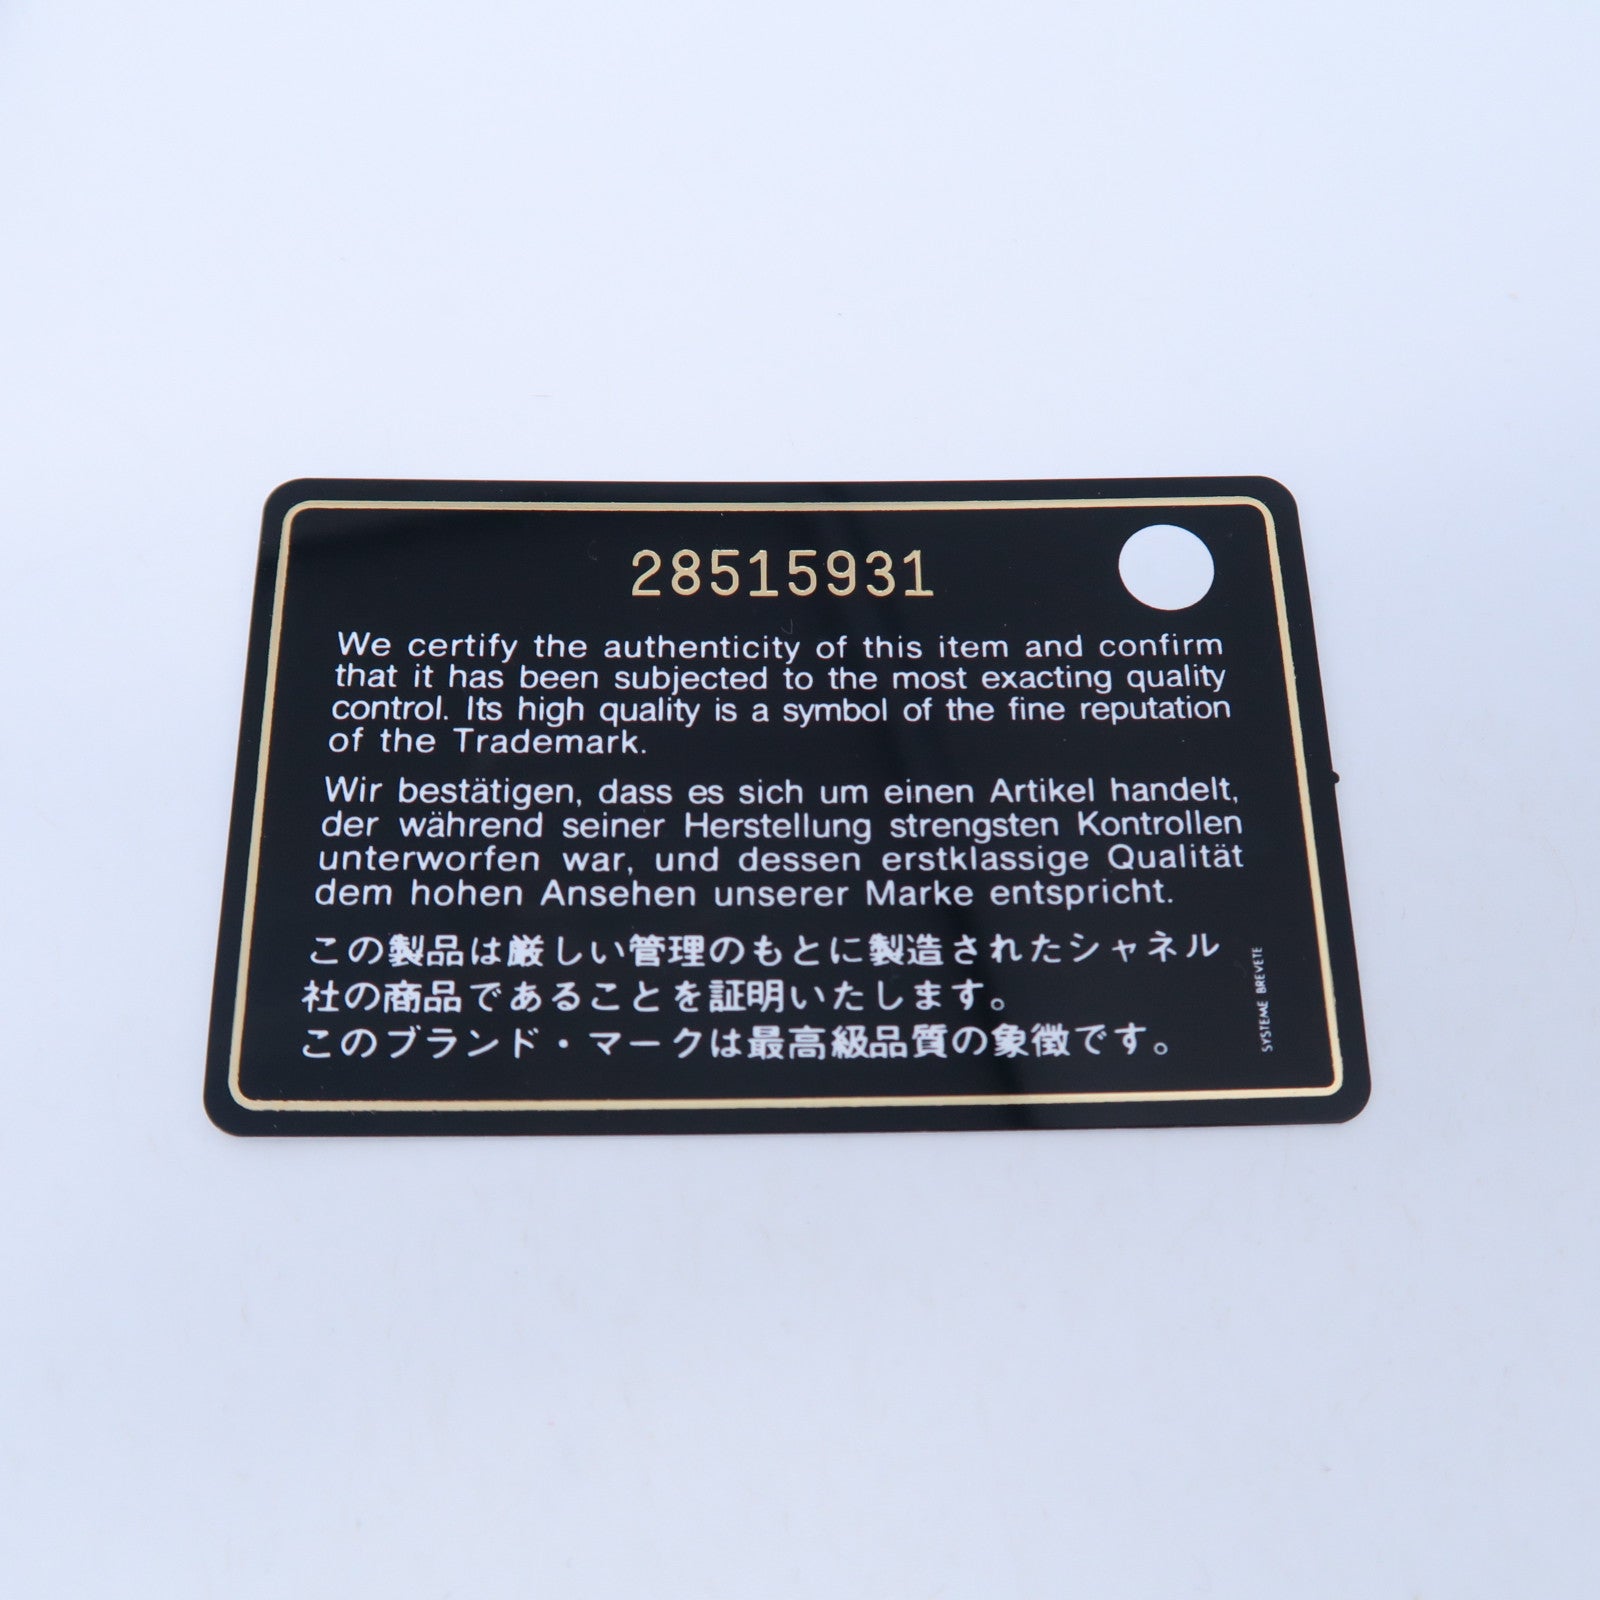 28515931
We certify the authenticity of this item and confirm
that it has been subjected to the most exacting quality
control. Its high quality is a symbol of the fine reputation
of the Trademark.
Wir bestätigen, dass es sich um einen Artikel handelt,
der während seiner Herstellung strengsten Kontrollen
unterworfen war, und dessen erstklassige Qualität
dem hohen Ansehen unserer Marke entspricht.
この製品は厳しい管理のもとに製造されたシャネル
社の商品であることを証明いたします。
このブランド・マークは最高級品質の象徴です。
SYSTEME BREVETE